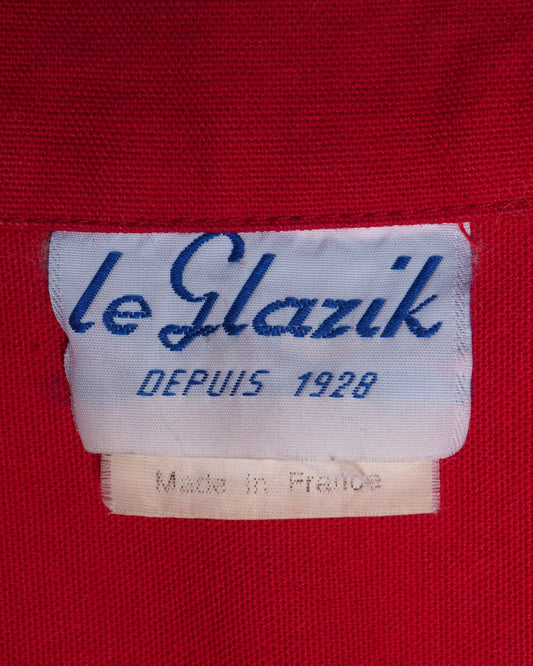 le Glazik
DEPUIS 1928
Made in France